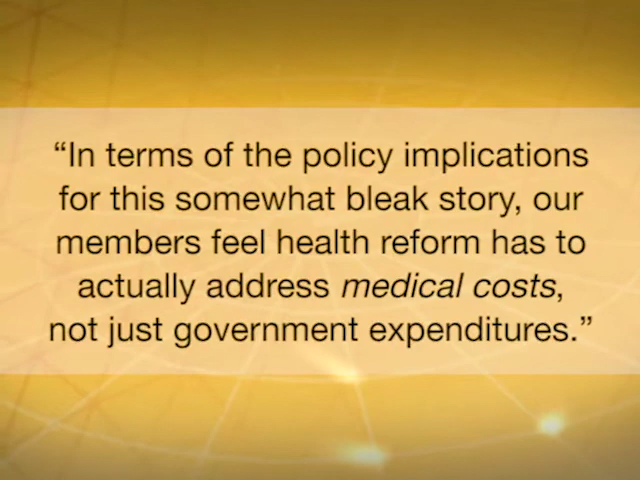 “In terms of the policy implications
for this somewhat bleak story, our
members feel health reform has to
actually address medical costs,
not just government expenditures.”